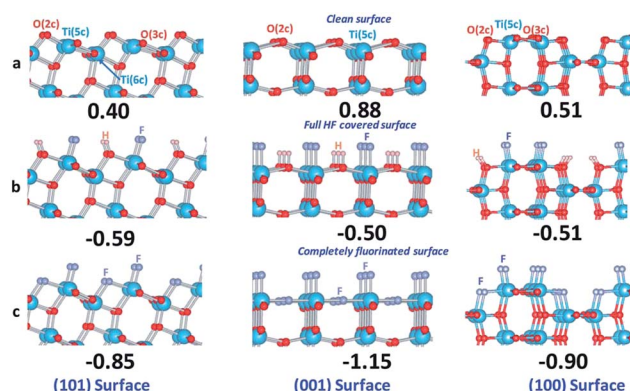 Clean surface
O(2c) Ti(5c) O(3c) O(2c) Ti(5c) O(2c) Ti(5c) O(3c)
a
Ti(6c)
0.40 0.88 0.51
Full HF covered surface
H F H F H F
b
-0.59 -0.50 -0.51
Completely fluorinated surface
F F F F F F
c
-0.85 -1.15 -0.90
(101) Surface (001) Surface (100) Surface